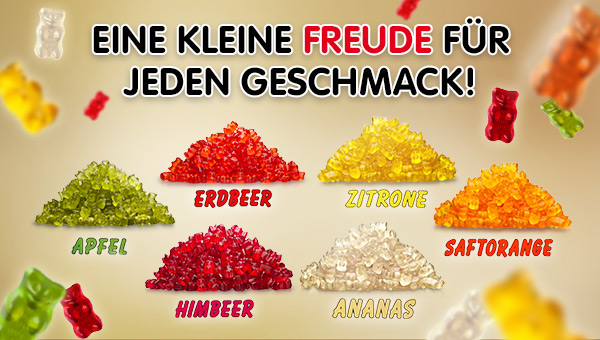 EINE KLEINE FREUDE FÜR
JEDEN GESCHMACK!
ERDBEER
ZITRONE
APFEL
SAFTORANGE
HIMBEER
ANANAS